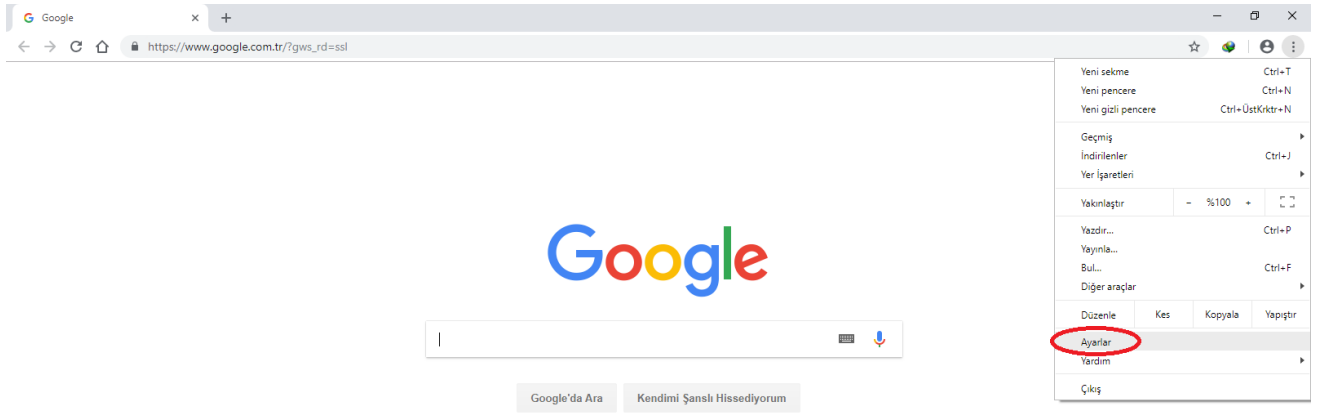 Google
https://www.google.com.tr/?gws_rd=ssl
Yeni sekme Ctrl+T
Yeni pencere Ctrl+N
Yeni gizli pencere Ctrl+ÜstKrktr+N
Geçmiş
İndirilenler Ctrl+J
Yer İşaretleri
Yakınlaştır - %100 +
Yazdır... Ctrl+P
Yayınla...
Bul... Ctrl+F
Diğer araçlar
Düzenle Kes Kopyala Yapıştır
Ayarlar
Yardım
Çıkış
Google
Google'da Ara Kendimi Şanslı Hissediyorum